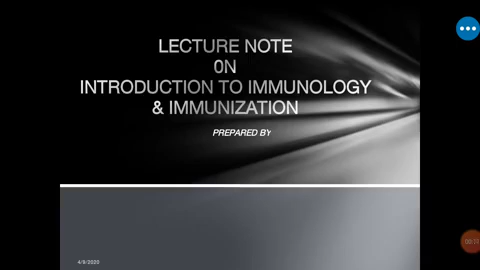 LECTURE NOTE
0N
INTRODUCTION TO IMMUNOLOGY
& IMMUNIZATION
PREPARED BY
4/9/2020